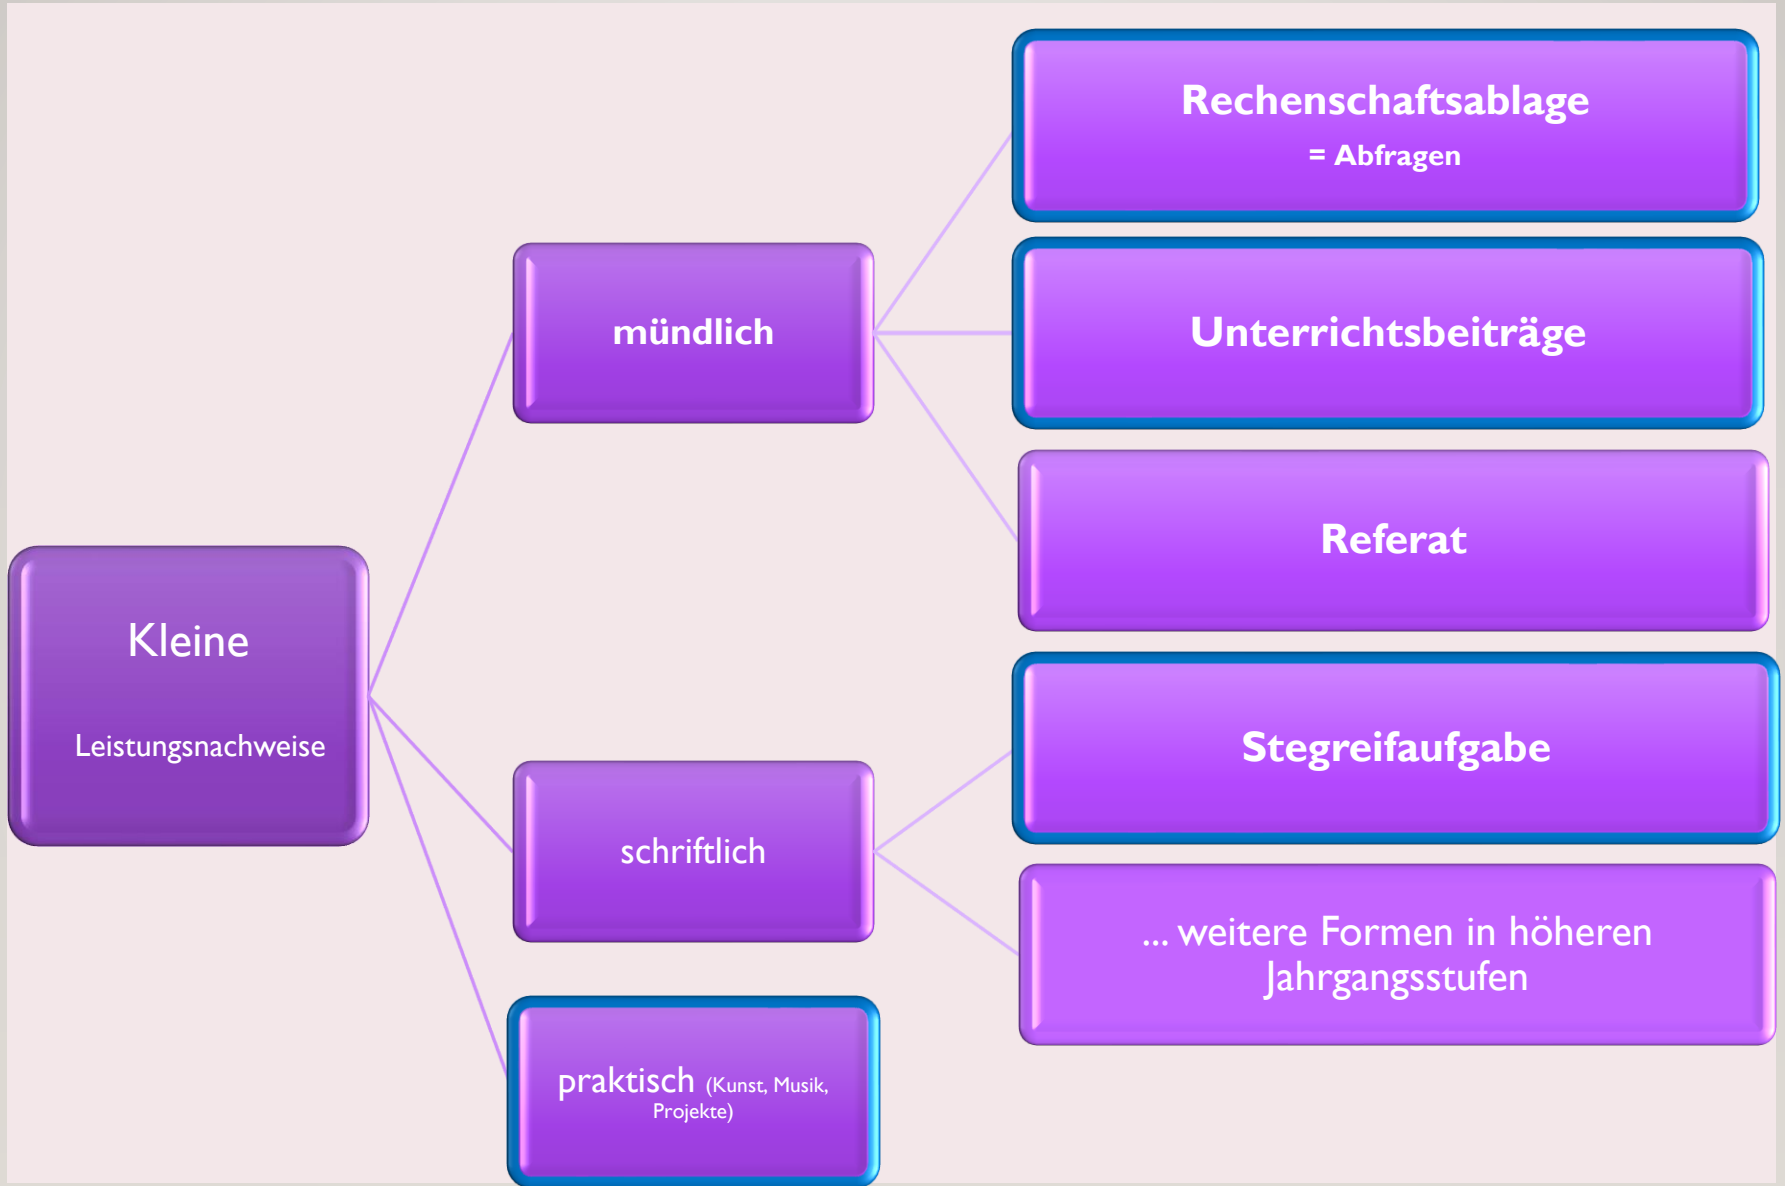 Kleine
Leistungsnachweise
mündlich
Rechenschaftsablage
= Abfragen
Unterrichtsbeiträge
Referat
schriftlich
Stegreifaufgabe
... weitere Formen in höheren
Jahrgangsstufen
praktisch (Kunst, Musik,
Projekte)